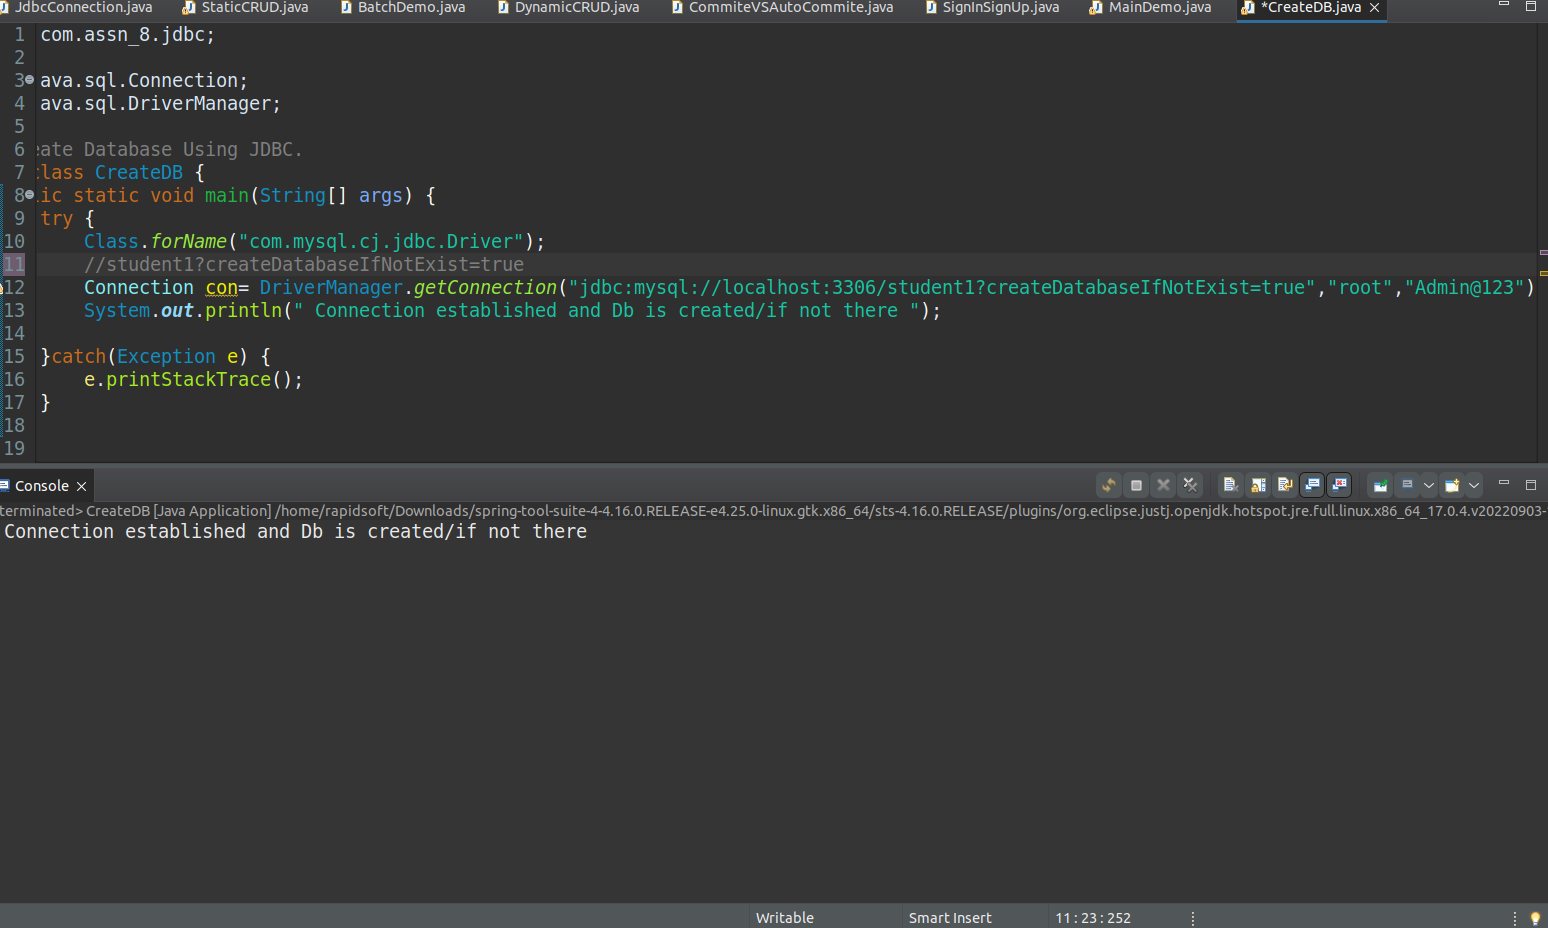 JdbcConnection.java StaticCRUD.java BatchDemo.java DynamicCRUD.java CommiteVSAutoCommite.java SignInSignUp.java MainDemo.java *CreateDB.java
1 com.assn_8.jdbc;
2
3 ava.sql.Connection;
4 ava.sql.DriverManager;
5
6 eate Database Using JDBC.
7 class CreateDB {
8 ic static void main(String[] args) {
9 try {
10 Class.forName("com.mysql.cj.jdbc.Driver");
11 //student1?createDatabaseIfNotExist=true
12 Connection con= DriverManager.getConnection("jdbc:mysql://localhost:3306/student1?createDatabaseIfNotExist=true","root","Admin@123")
13 System.out.println(" Connection established and Db is created/if not there ");
14
15 }catch(Exception e) {
16 e.printStackTrace();
17 }
18
19
Console
terminated> CreateDB [Java Application] /home/rapidsoft/Downloads/spring-tool-suite-4-4.16.0.RELEASE-e4.25.0-linux.gtk.x86_64/sts-4.16.0.RELEASE/plugins/org.eclipse.justj.openjdk.hotspot.jre.full.linux.x86_64_17.0.4.v20220903-
Connection established and Db is created/if not there
Writable Smart Insert 11 : 23 : 252